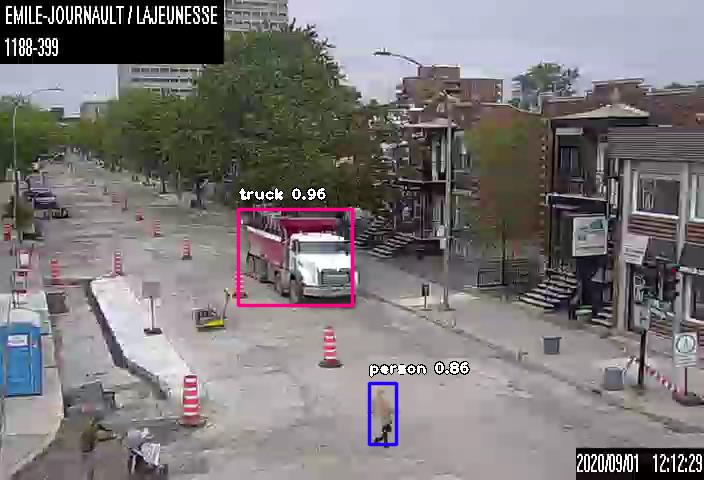 EMILE-JOURNAULT / LAJEUNESSE
1188-399
truck 0.96
person 0.86
2020/09/01 12:12:29